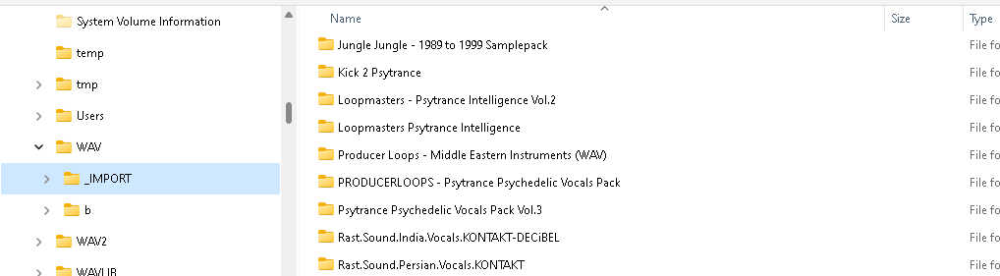 System Volume Information
temp
tmp
Users
WAV
_IMPORT
b
WAV2
WAVLIB
Name Size Type
Jungle Jungle - 1989 to 1999 Samplepack File fo
Kick 2 Psytrance File fo
Loopmasters - Psytrance Intelligence Vol.2 File fo
Loopmasters Psytrance Intelligence File fo
Producer Loops - Middle Eastern Instruments (WAV) File fo
PRODUCERLOOPS - Psytrance Psychedelic Vocals Pack File fo
Psytrance Psychedelic Vocals Pack Vol.3 File fo
Rast.Sound.India.Vocals.KONTAKT-DECiBEL File fo
Rast.Sound.Persian.Vocals.KONTAKT File fo